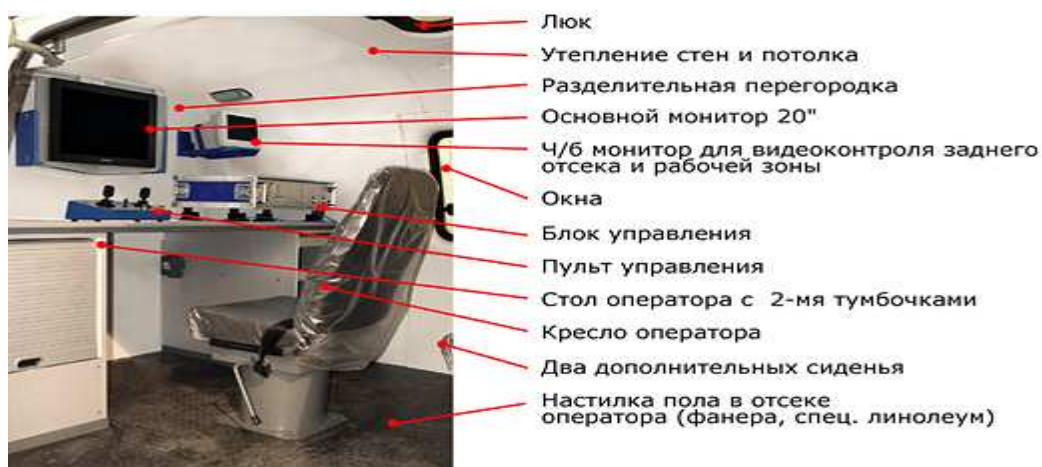 Люк
Утепление стен и потолка
Разделительная перегородка
Основной монитор 20"
Ч/б монитор для видеоконтроля заднего
отсека и рабочей зоны
Окна
Блок управления
Пульт управления
Стол оператора с 2-мя тумбочками
Кресло оператора
Два дополнительных сиденья
Настилка пола в отсеке
оператора (фанера, спец. линолеум)